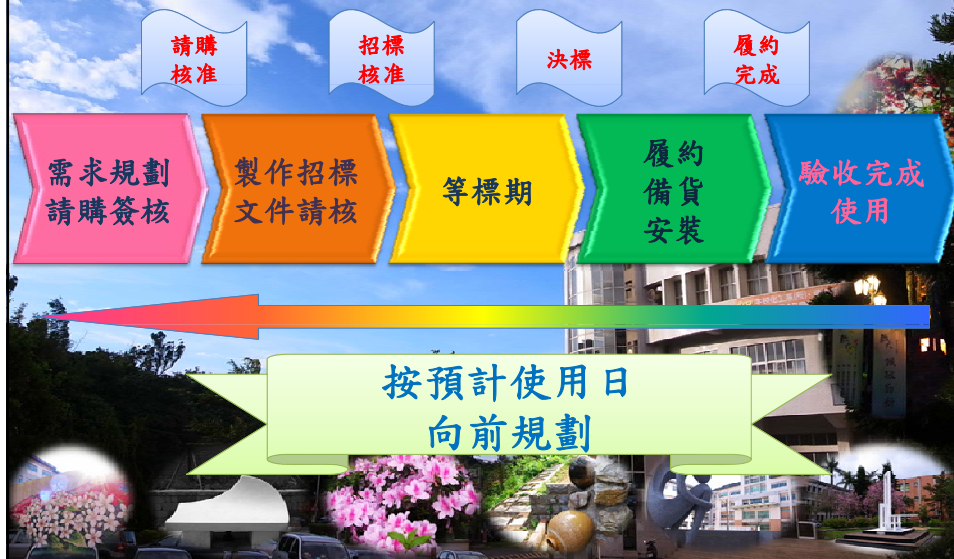 請購
核准
招標
核准
決標
履約
完成
需求規劃
請購簽核
製作招標
文件請核
等標期
履約
備貨
安裝
驗收完成
使用
按預計使用日
向前規劃